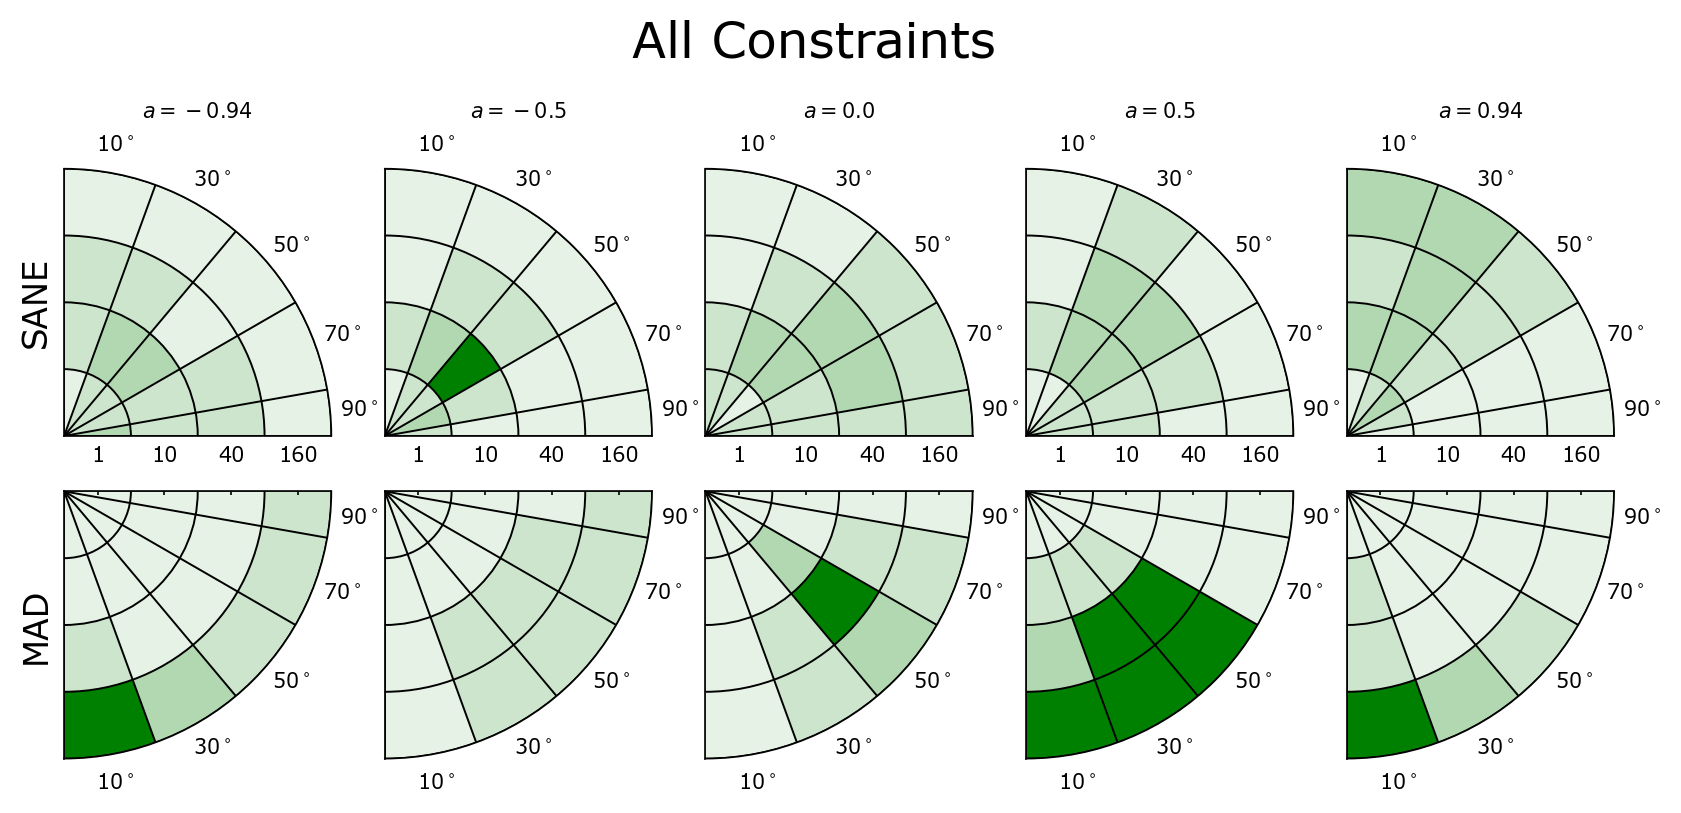 All Constraints
a = −0.94 a = −0.5 a = 0.0 a = 0.5 a = 0.94
10° 10° 10° 10° 10°
30° 30° 30° 30° 30°
50° 50° 50° 50° 50°
SANE
70° 70° 70° 70° 70°
90° 90° 90° 90° 90°
1 10 40 160 1 10 40 160 1 10 40 160 1 10 40 160 1 10 40 160
90° 90° 90° 90° 90°
70° 70° 70° 70° 70°
MAD
50° 50° 50° 50° 50°
30° 30° 30° 30° 30°
10° 10° 10° 10° 10°